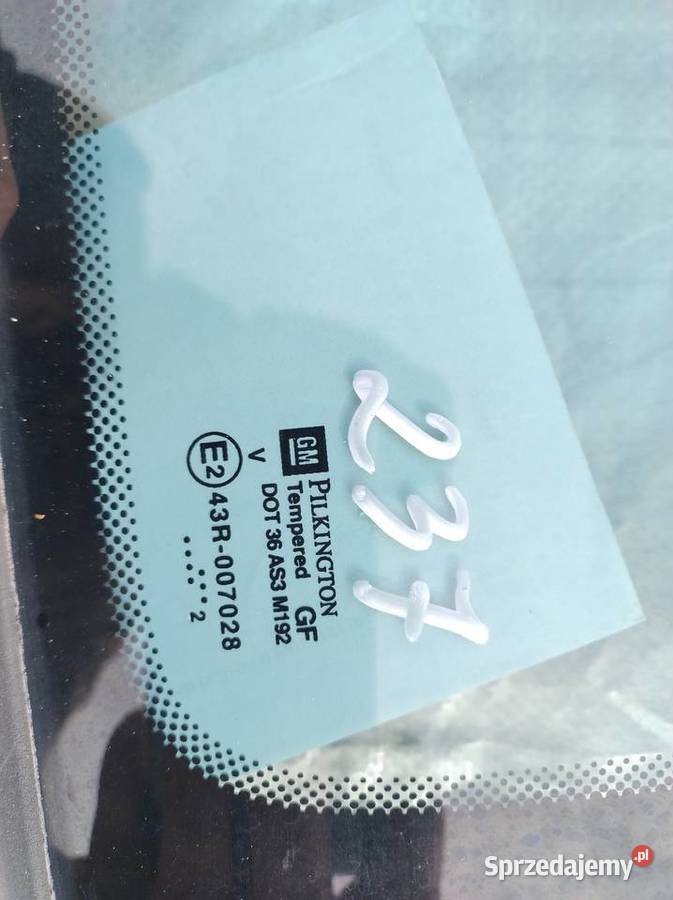 237
GM PILKINGTON
Tempered GF
DOT 36 AS3 M192
V
E2 43R-007028
2
Sprzedajemy.pl